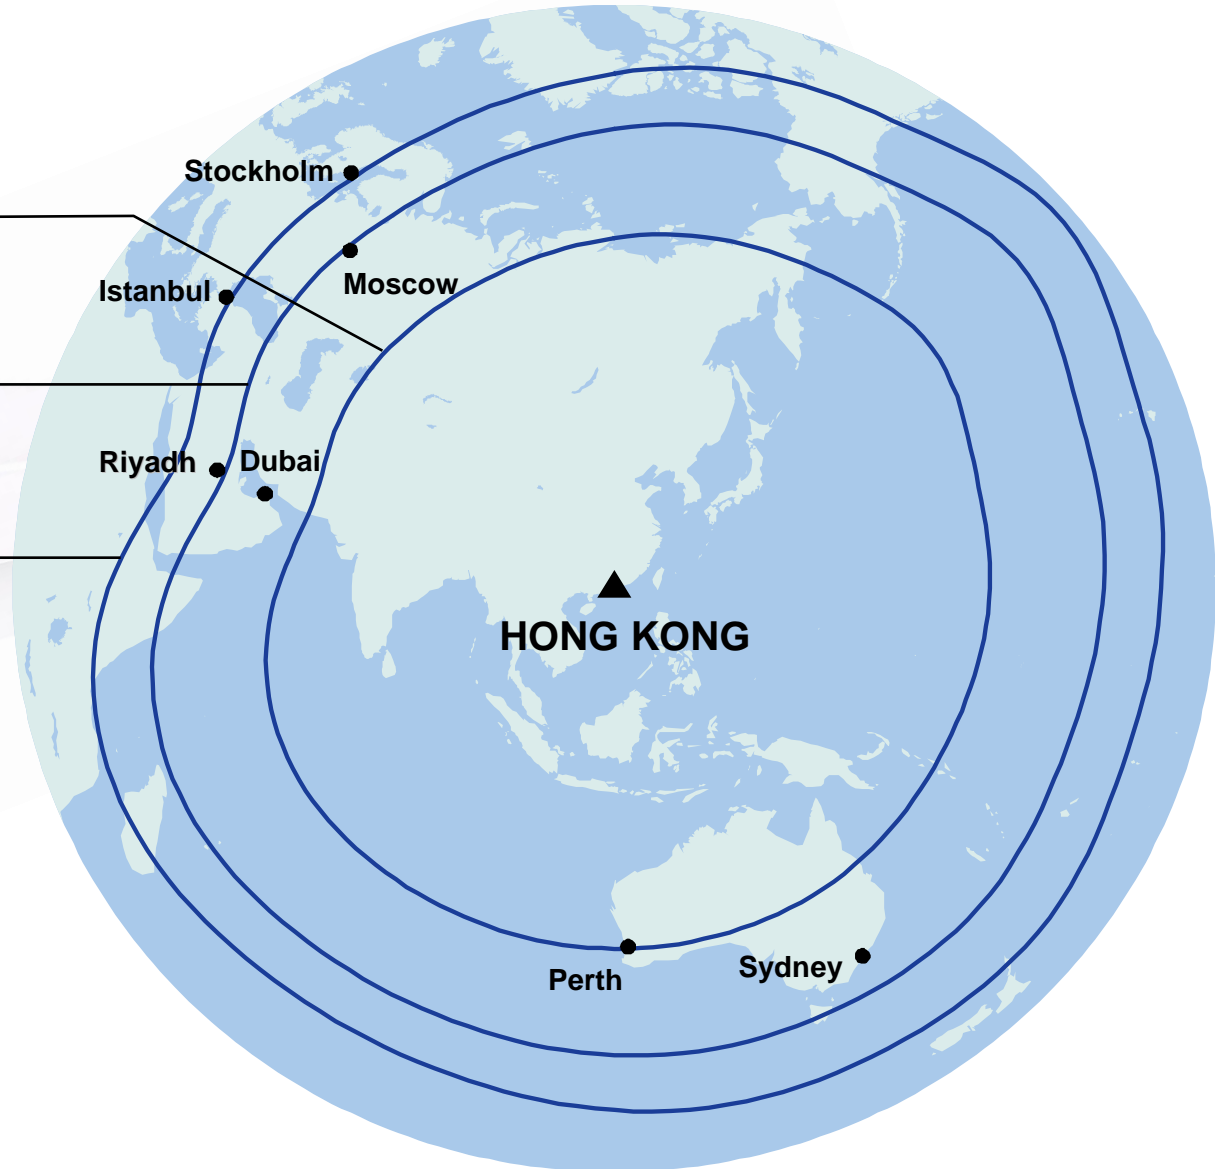 Stockholm
Moscow
Istanbul
Riyadh
Dubai
HONG KONG
Perth
Sydney